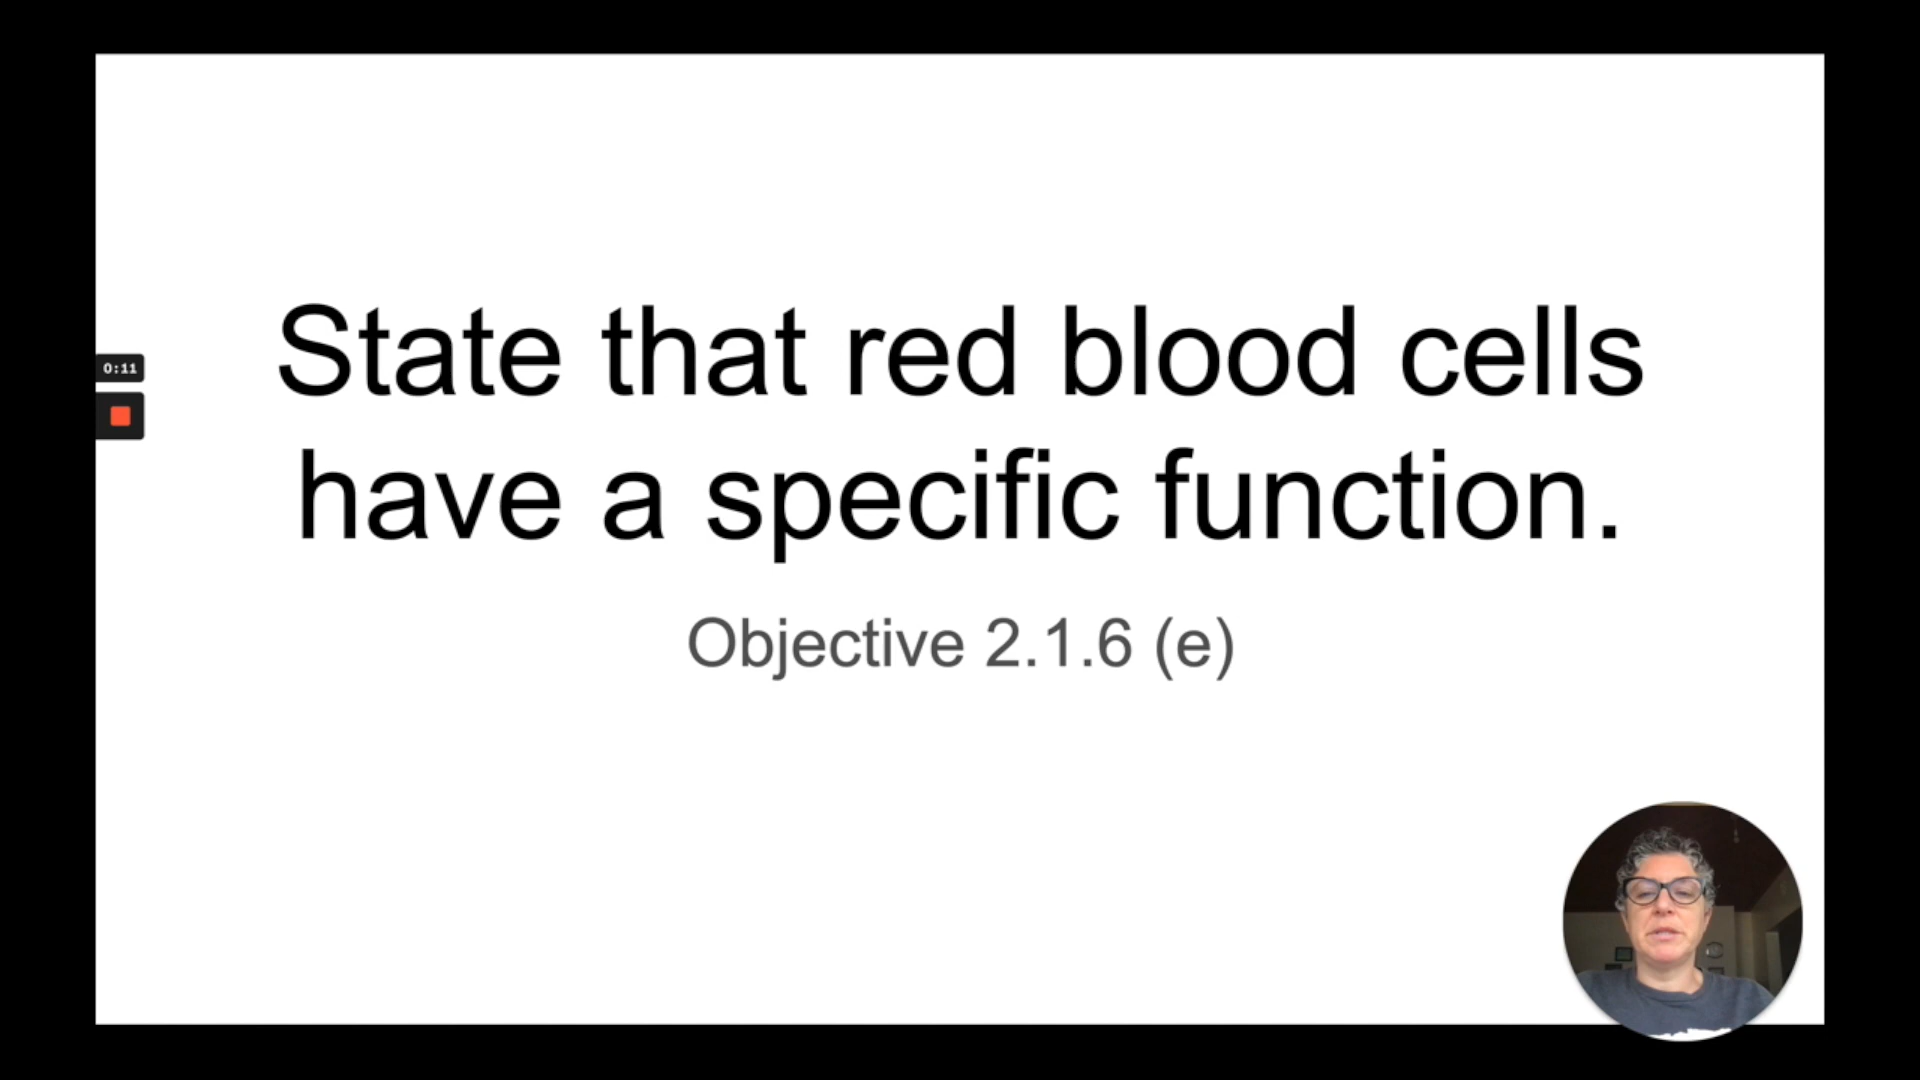 State that red blood cells
have a specific function.
Objective 2.1.6 (e)
0:11